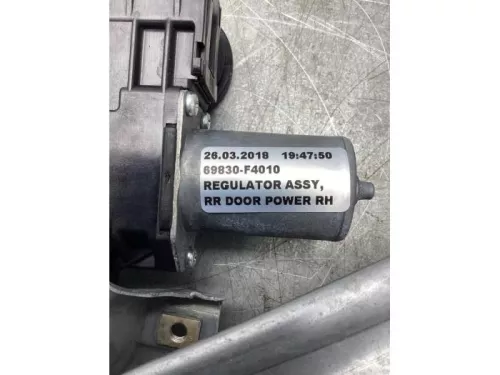 26.03.2018 19:47:50
69830-F4010
REGULATOR ASSY,
RR DOOR POWER RH